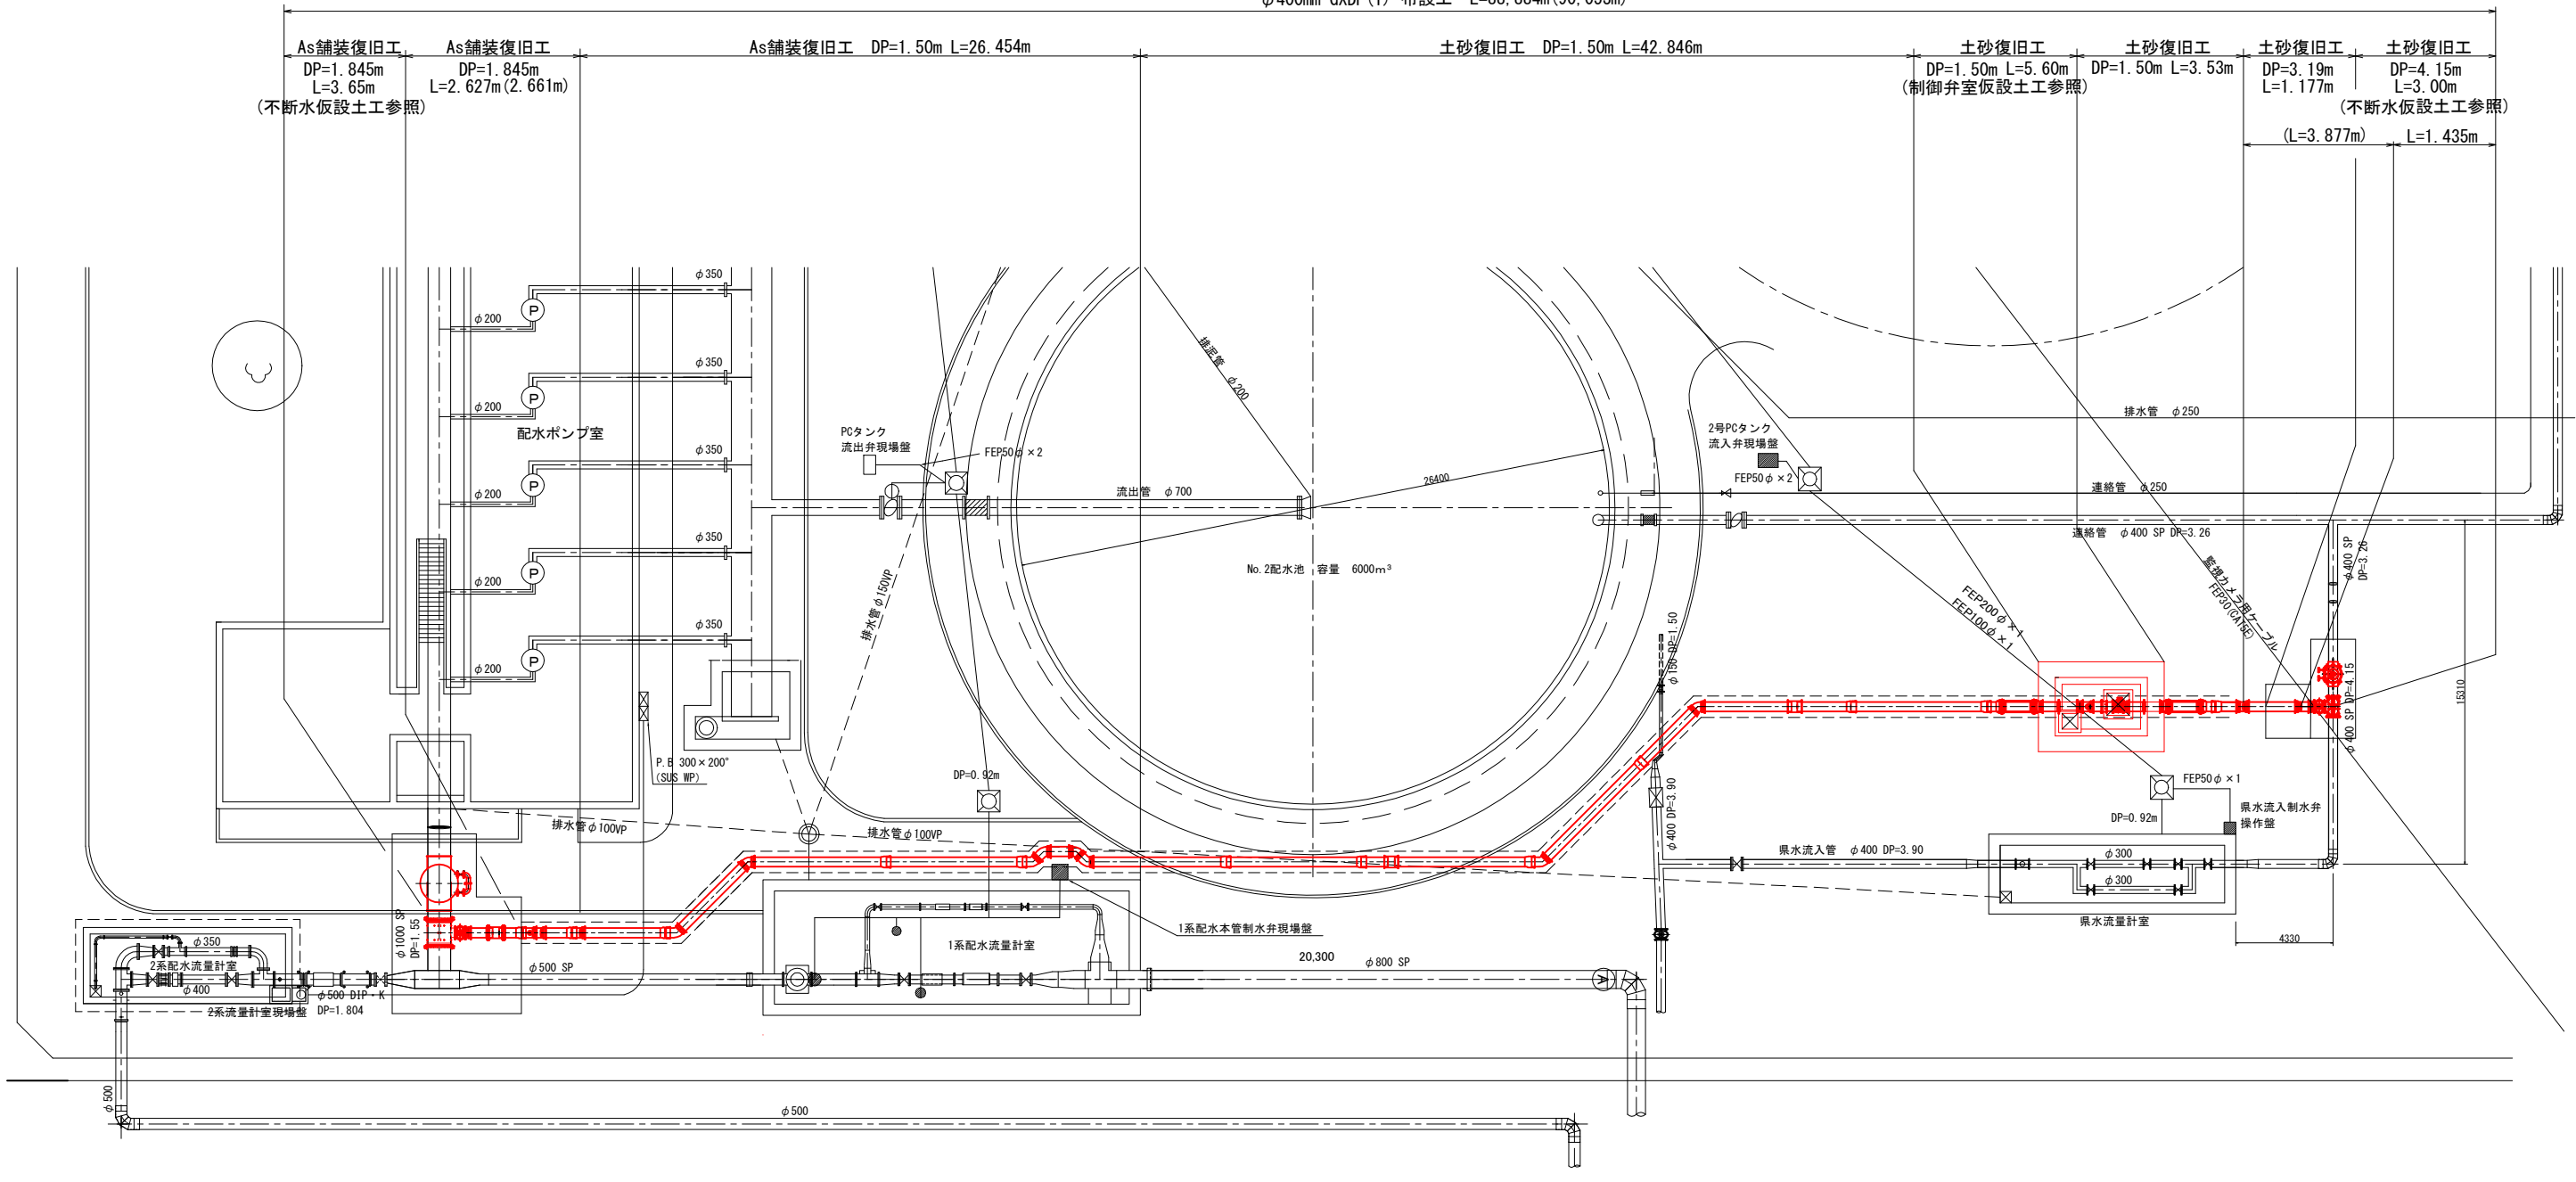 As舗装復旧工
DP=1.845m
L=3.65m
(不断水仮設土工参照)
As舗装復旧工
DP=1.845m
L=2.627m(2.661m)
As舗装復旧工 DP=1.50m L=26.454m
土砂復旧工 DP=1.50m L=42.846m
土砂復旧工
DP=1.50m L=5.60m
(制御弁室仮設土工参照)
土砂復旧工
DP=1.50m L=3.53m
土砂復旧工
DP=3.19m
L=1.177m
土砂復旧工
DP=4.15m
L=3.00m
(不断水仮設土工参照)
(L=3.877m)
L=1.435m
φ350
φ200
φ350
φ200
φ350
φ200
φ350
φ200
φ350
φ200
P
P
P
P
P
配水ポンプ室
PCタンク
流出弁現場盤
FEP50φ×2
排泥管 φ200
流出管 φ700
26400
No.2配水池 容量 6000m³
排水管φ150VP
2号PCタンク
流入弁現場盤
FEP50φ×2
排水管 φ250
連絡管 φ250
連絡管 φ400 SP DP=3.26
φ400 SP
DP=3.26
監視カメラ用ケーブル
FEP30(CAT5E)
FEP200φ×1
FEP100φ×1
φ150 DP=1.50
φ400 SP DP=4.15
15310
P.B 300×200°
(SUS WP)
DP=0.92m
排水管φ100VP
排水管φ100VP
φ400 DP=3.90
県水流入管 φ400 DP=3.90
FEP50φ×1
県水流入制水弁
操作盤
DP=0.92m
φ300
φ300
県水流量計室
4330
φ1000 SP
DP=1.55
φ350
2系配水流量計室
φ400
φ500 DIP・K
DP=1.804
2系流量計室現場盤
φ500 SP
1系配水流量計室
1系配水本管制水弁現場盤
20,300
φ800 SP
A
φ500
φ500